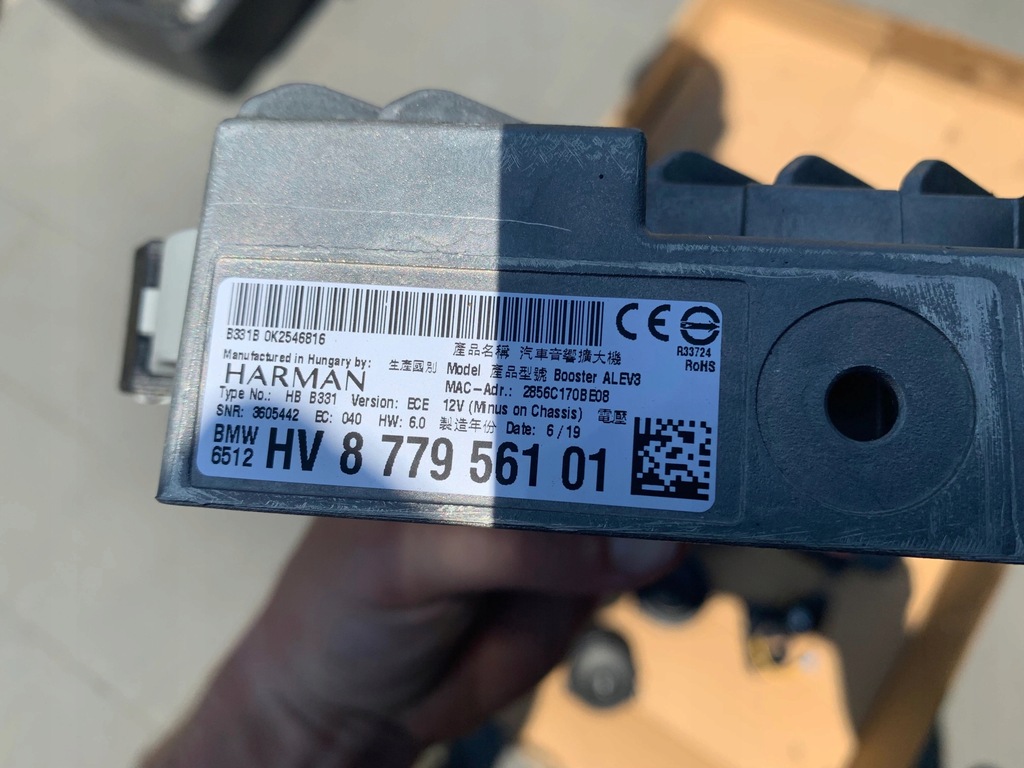 B331B 0K2546816
CE
R33724
RoHS
Manufactured in Hungary by: 生產國別 產品名稱 汽車音響擴大機
HARMAN Model 產品型號 Booster ALEV3
MAC-Adr.: 2856C170BE08
Type No.: HB B331 Version: ECE 12V (Minus on Chassis) 電壓
SNR: 3605442 EC: 040 HW: 6.0 製造年份 Date: 6/19
BMW
6512 HV 8 779 561 01